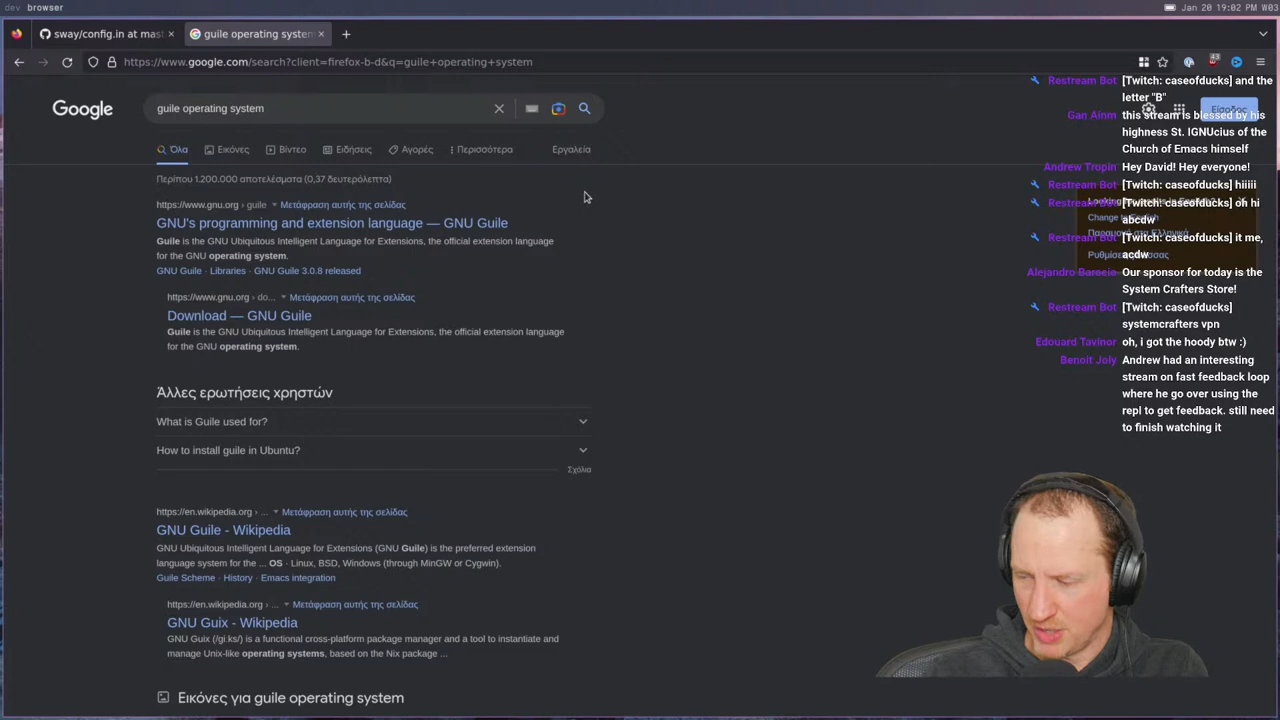 dev browser
Jan 20 19:02 PM W03
sway/config.in at mast
guile operating system
https://www.google.com/search?client=firefox-b-d&q=guile+operating+system
43
Google
guile operating system
Είσοδος
Όλα Εικόνες Βίντεο Ειδήσεις Αγορές Περισσότερα Εργαλεία
Περίπου 1.200.000 αποτελέσματα (0,37 δευτερόλεπτα)
https://www.gnu.org › guile Μετάφραση αυτής της σελίδας
GNU's programming and extension language — GNU Guile
Guile is the GNU Ubiquitous Intelligent Language for Extensions, the official extension language
for the GNU operating system.
GNU Guile · Libraries · GNU Guile 3.0.8 released
https://www.gnu.org › do... Μετάφραση αυτής της σελίδας
Download — GNU Guile
Guile is the GNU Ubiquitous Intelligent Language for Extensions, the official extension language
for the GNU operating system.
Άλλες ερωτήσεις χρηστών
What is Guile used for?
How to install guile in Ubuntu?
Σχόλια
https://en.wikipedia.org › ... Μετάφραση αυτής της σελίδας
GNU Guile - Wikipedia
GNU Ubiquitous Intelligent Language for Extensions (GNU Guile) is the preferred extension
language system for the ... OS · Linux, BSD, Windows (through MinGW or Cygwin).
Guile Scheme · History · Emacs integration
https://en.wikipedia.org › ... Μετάφραση αυτής της σελίδας
GNU Guix - Wikipedia
GNU Guix (/ɡiːks/) is a functional cross-platform package manager and a tool to instantiate and
manage Unix-like operating systems, based on the Nix package ...
Εικόνες για guile operating system
Restream Bot [Twitch: caseofducks] and the
letter "B"
Gan Ainm this stream is blessed by his
highness St. IGNUcius of the
Church of Emacs himself
Andrew Tropin Hey David! Hey everyone!
Restream Bot [Twitch: caseofducks] hiiiii
Restream Bot [Twitch: caseofducks] oh hi
abcdw
Restream Bot [Twitch: caseofducks] it me,
acdw
Change to English
Παραμονή στα Ελληνικά
Ρυθμίσεις γλώσσας
Alejandro Barocio Our sponsor for today is the
System Crafters Store!
Restream Bot [Twitch: caseofducks]
systemcrafters vpn
Edouard Tavinor oh, i got the hoody btw :)
Benoit Joly Andrew had an interesting
stream on fast feedback loop
where he go over using the
repl to get feedback. still need
to finish watching it